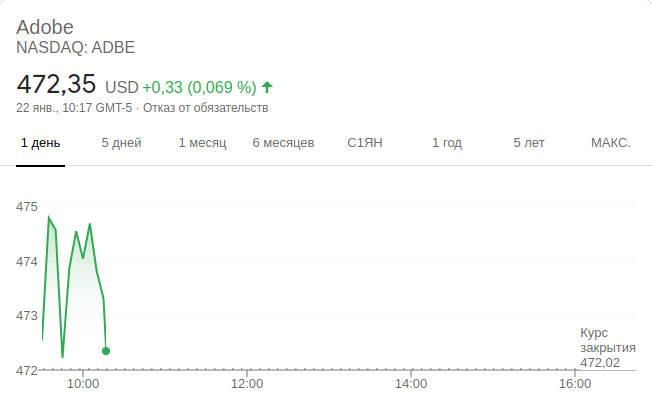 Adobe
NASDAQ: ADBE
472,35 USD +0,33 (0,069 %)
22 янв., 10:17 GMT-5 · Отказ от обязательств
1 день 5 дней 1 месяц 6 месяцев С1ЯН 1 год 5 лет МАКС.
475
474
473
472
Курс
закрытия
472,02
10:00 12:00 14:00 16:00